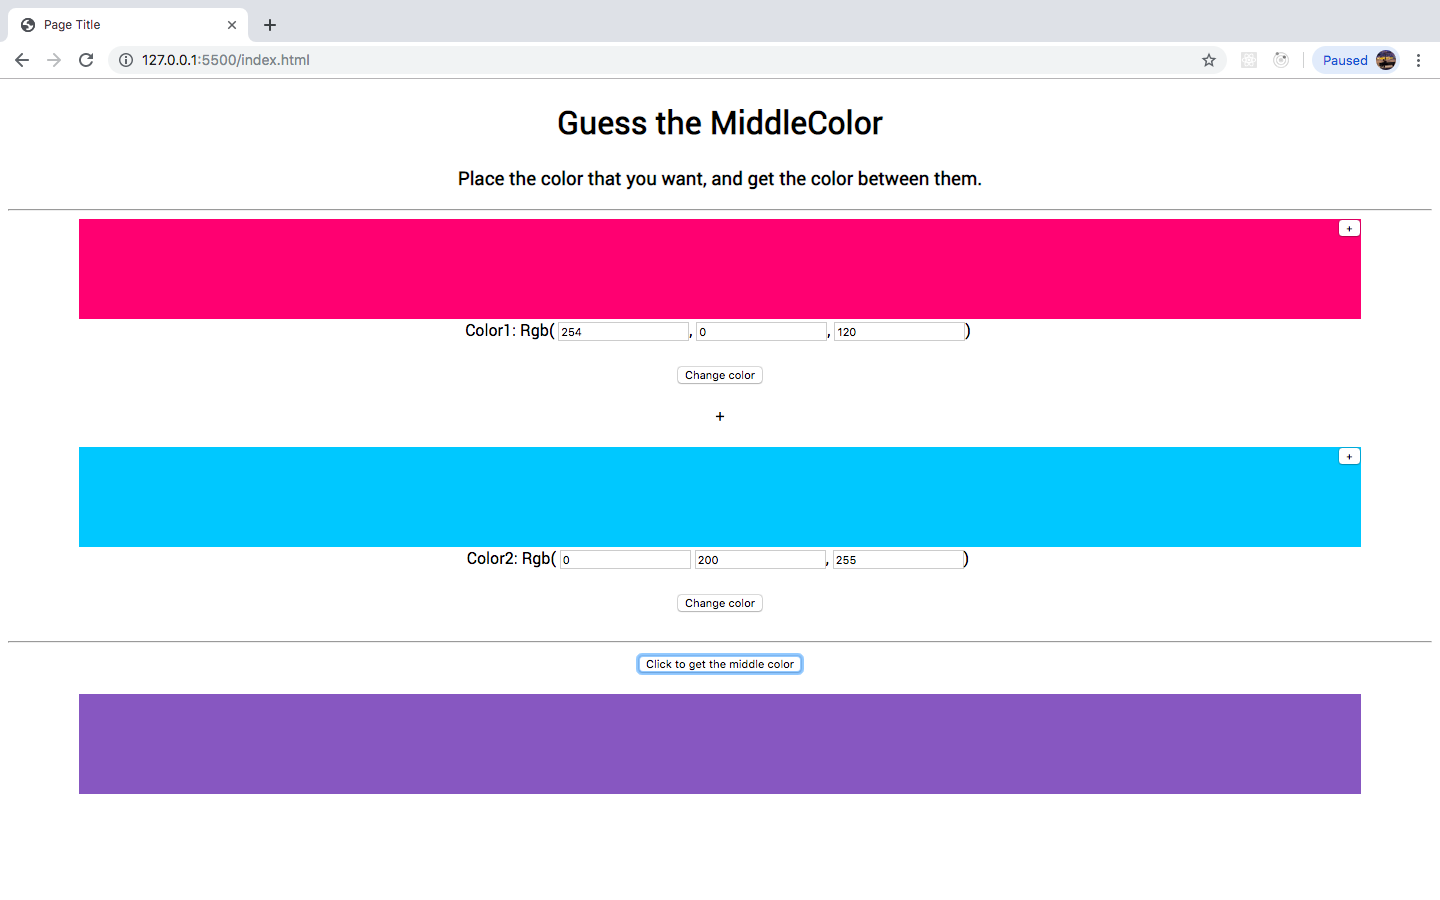 Page Title
127.0.0.1:5500/index.html
Paused
Guess the MiddleColor
Place the color that you want, and get the color between them.
+
Color1: Rgb( 254, 0, 120)
Change color
+
+
Color2: Rgb( 0 200, 255)
Change color
Click to get the middle color